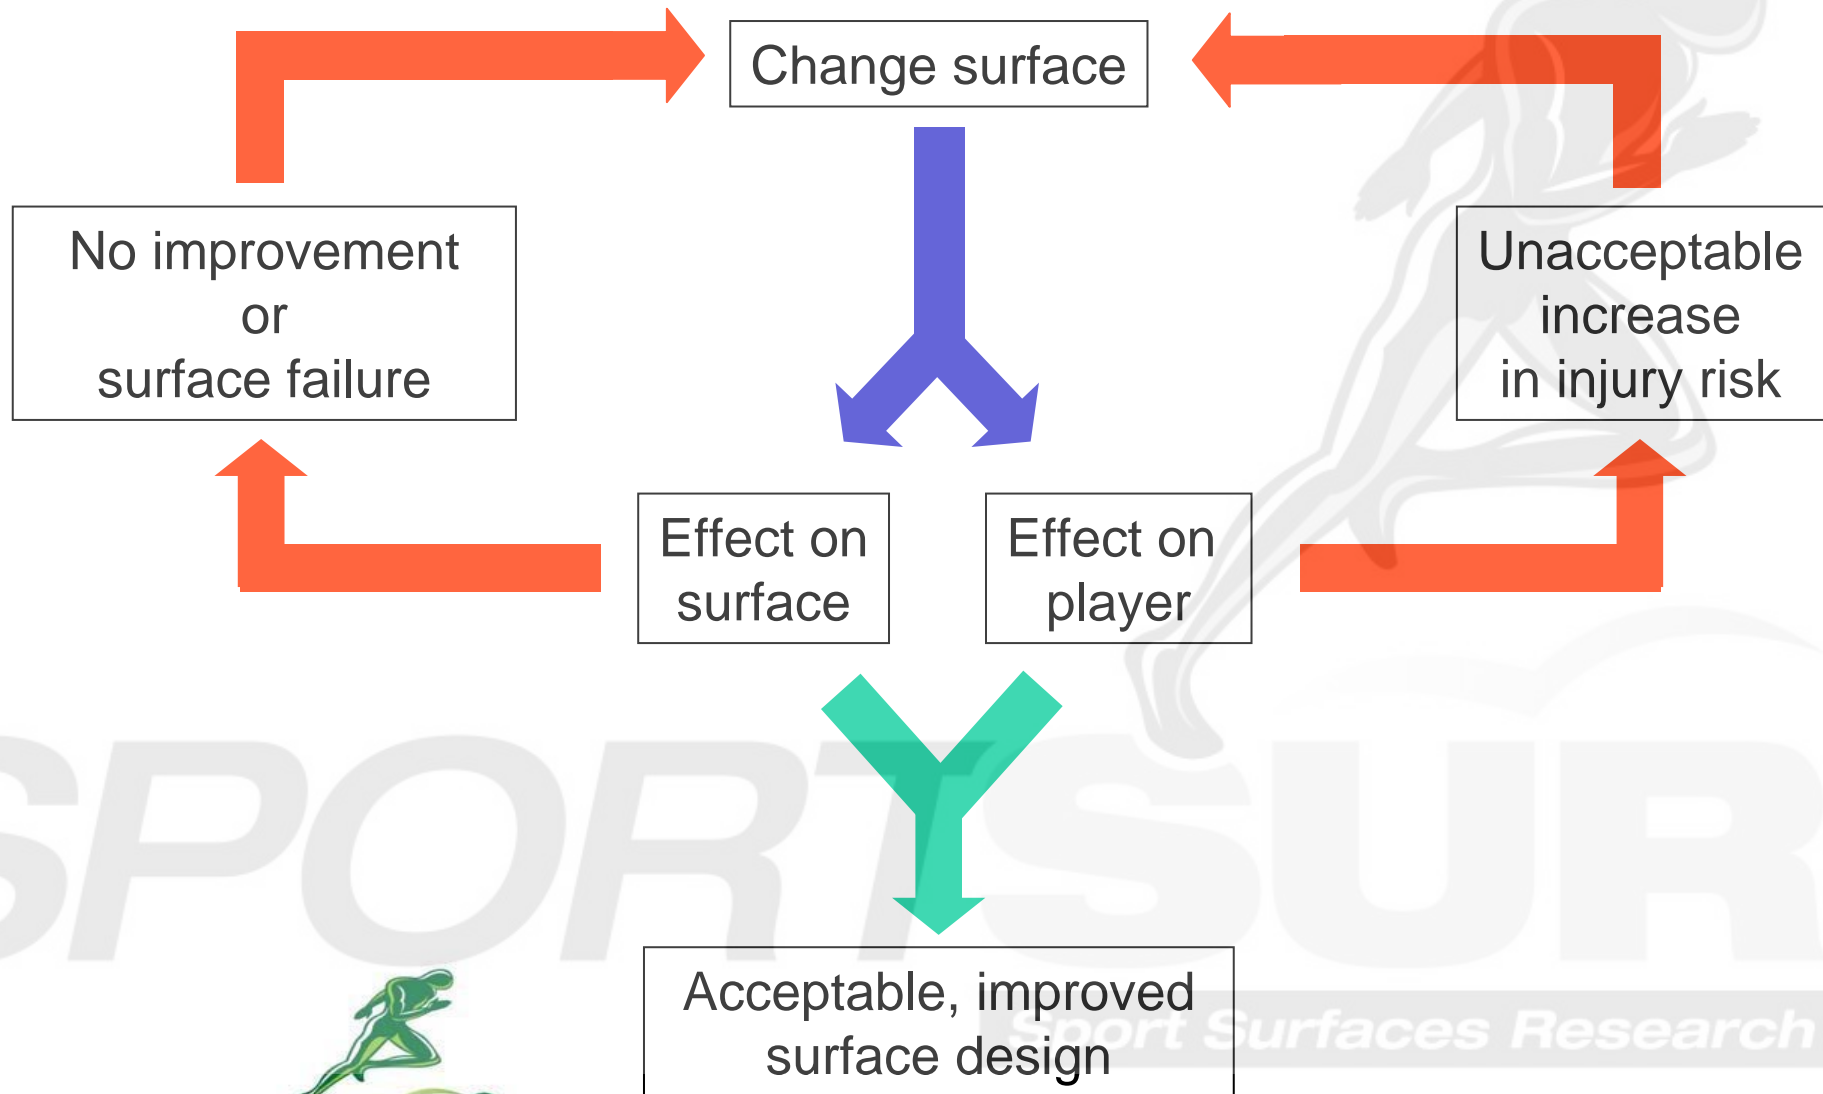 Change surface
No improvement
or
surface failure
Unacceptable
increase
in injury risk
Effect on
surface
Effect on
player
SPORTSUR
Acceptable, improved
surface design
Sport Surfaces Research